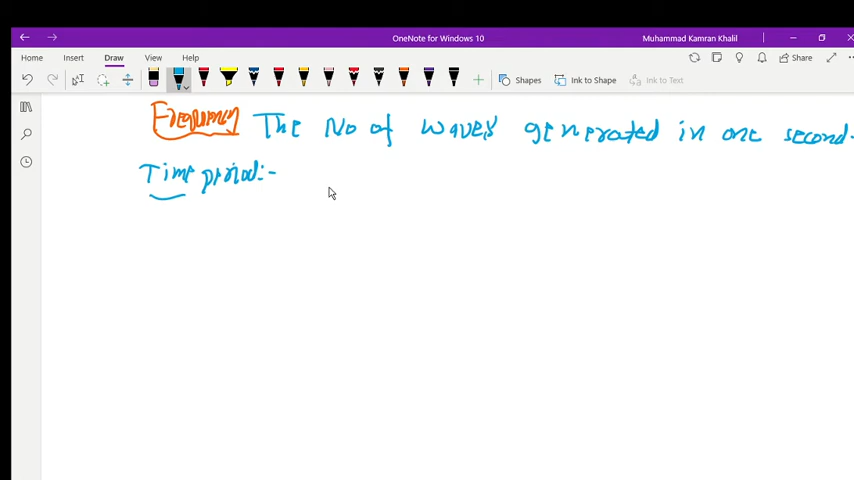 OneNote for Windows 10
Muhammad Kamran Khalil
Home Insert Draw View Help
Share
Shapes Ink to Shape Ink to Text
Frequency The No of waves generated in one second-
Time period:-